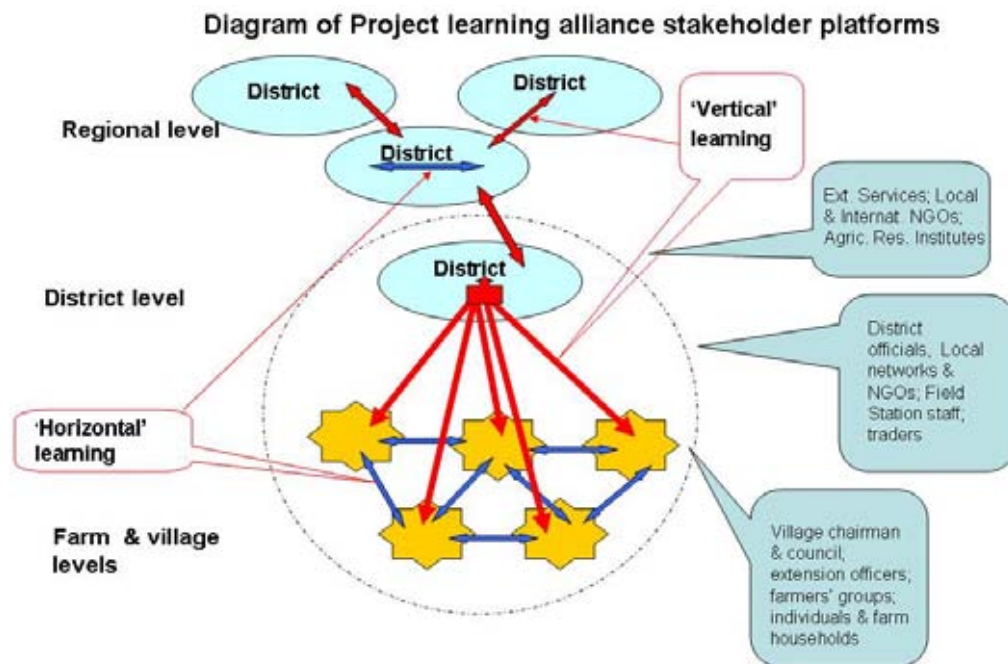 Diagram of Project learning alliance stakeholder platforms
District
District
'Vertical'
learning
Regional level
District
Ext. Services; Local
& Internat. NGOs;
Agric. Res. Institutes
District
District level
District
officials, Local
networks &
NGOs; Field
Station staff;
traders
'Horizontal'
learning
Farm & village
levels
Village chairman
& council;
extension officers;
farmers' groups;
individuals & farm
households